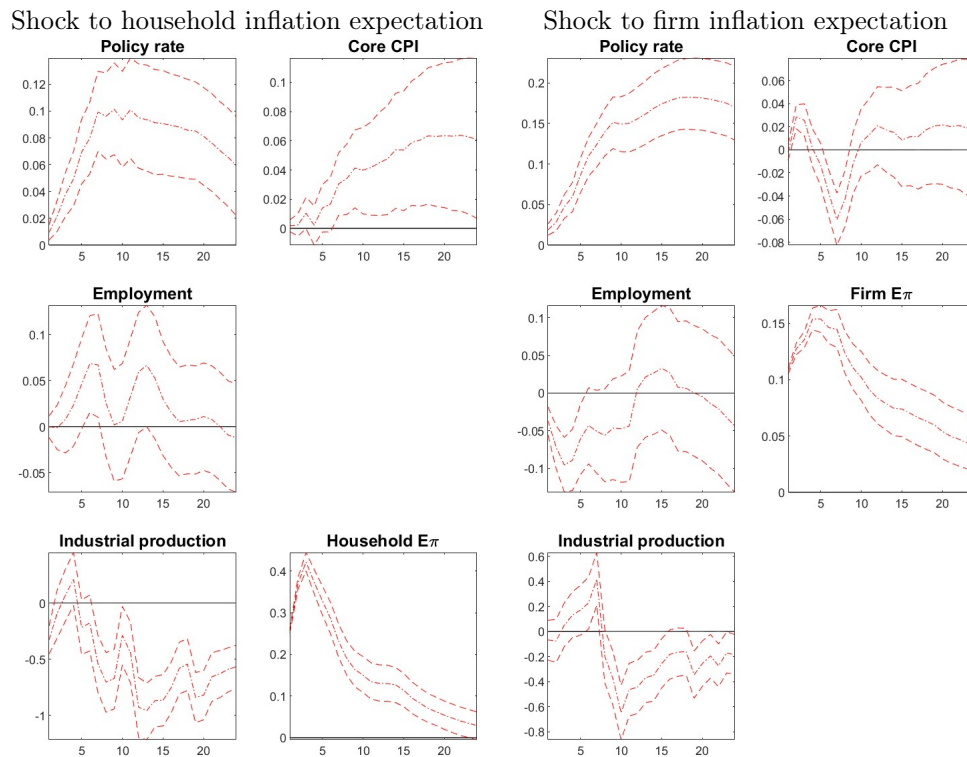 Shock to household inflation expectation
Policy rate
0.14
0.12
0.1
0.08
0.06
0.04
0.02
0
5 10 15 20
Core CPI
0.1
0.08
0.06
0.04
0.02
0
5 10 15 20
Employment
0.1
0.05
0
-0.05
5 10 15 20
Industrial production
0
-0.5
-1
5 10 15 20
Household Eπ
0.4
0.3
0.2
0.1
0
5 10 15 20
Shock to firm inflation expectation
Policy rate
0.2
0.15
0.1
0.05
0
5 10 15 20
Core CPI
0.06
0.04
0.02
0
-0.02
-0.04
-0.06
-0.08
5 10 15 20
Employment
0.1
0.05
0
-0.05
-0.1
5 10 15 20
Firm Eπ
0.15
0.1
0.05
0
5 10 15 20
Industrial production
0.6
0.4
0.2
0
-0.2
-0.4
-0.6
-0.8
5 10 15 20